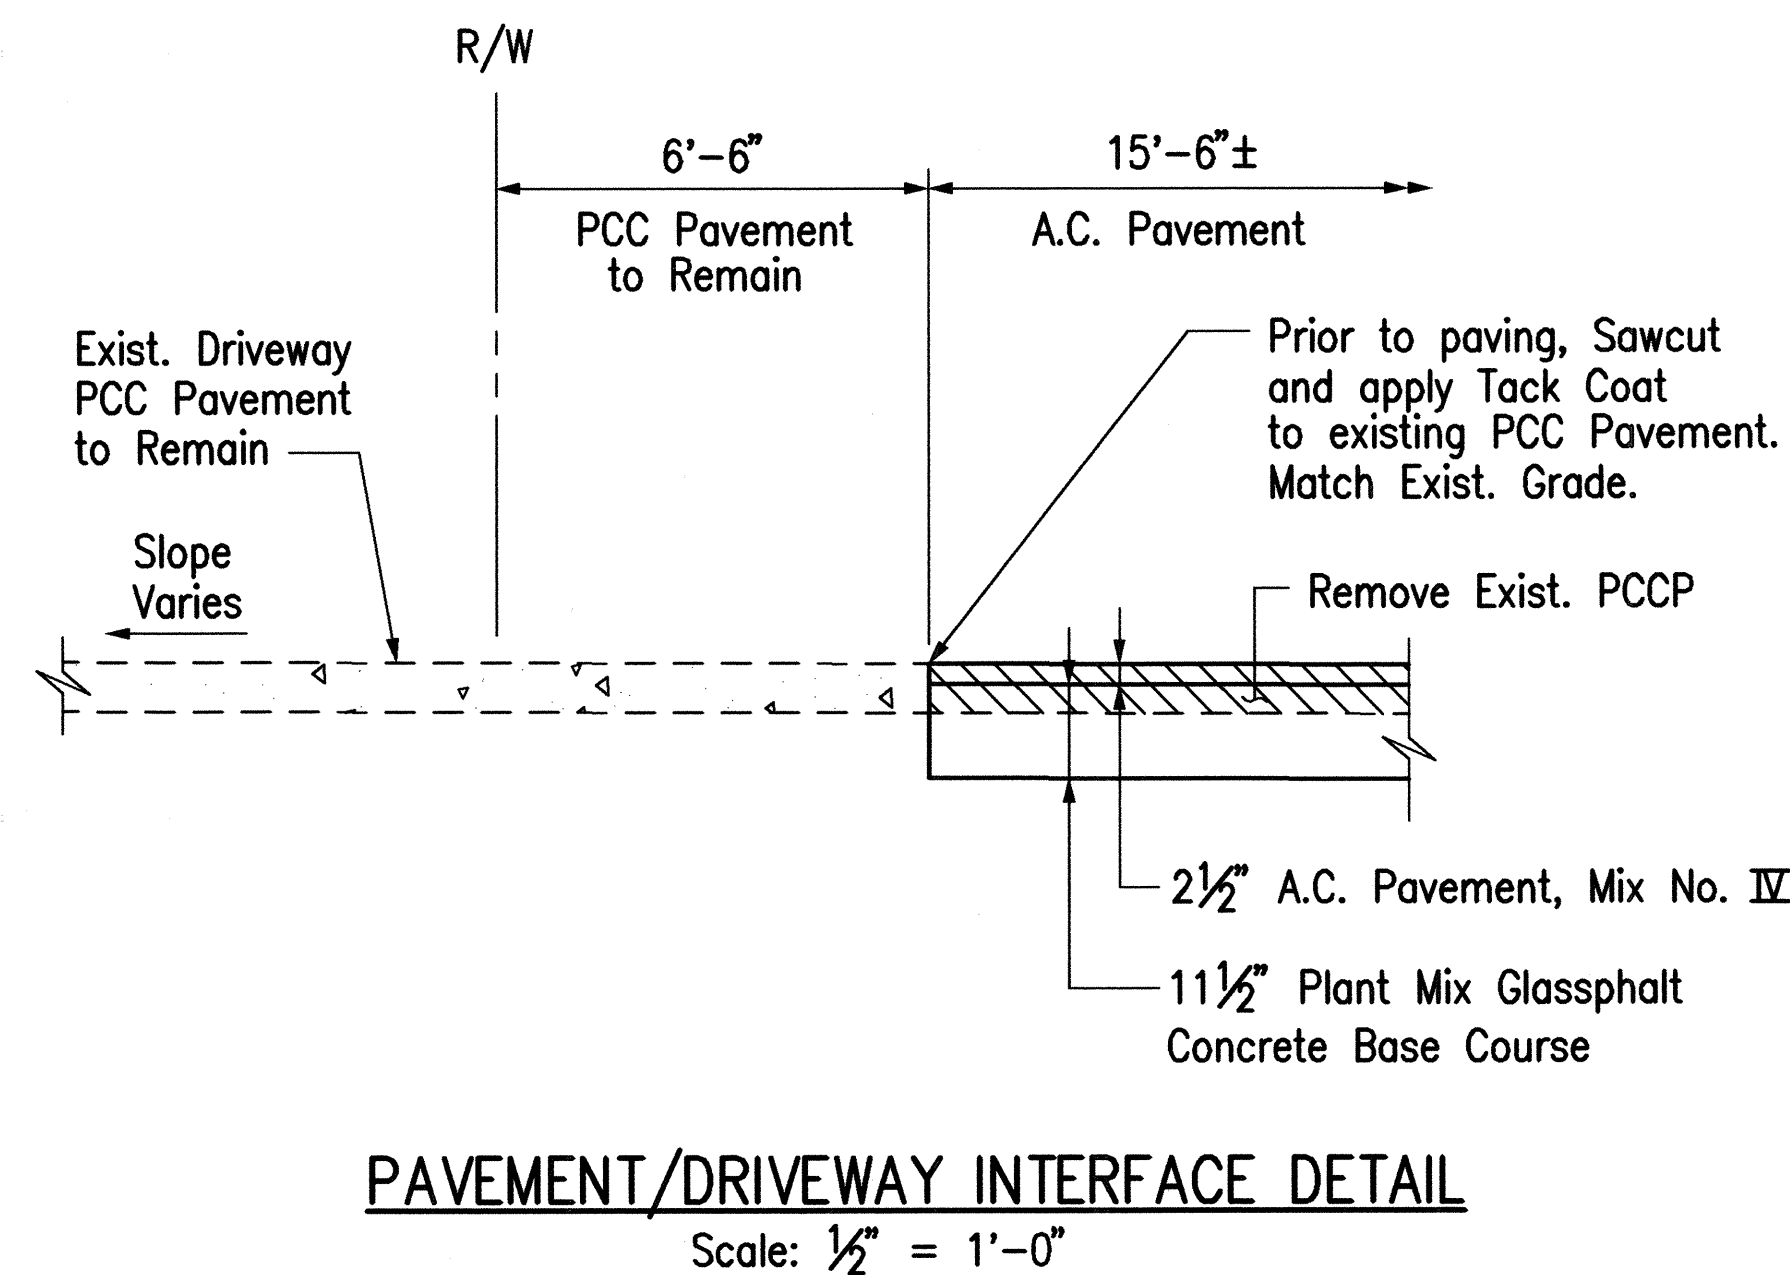 R/W
6'-6"
15'-6"±
PCC Pavement
to Remain
A.C. Pavement
Exist. Driveway
PCC Pavement
to Remain
Prior to paving, Sawcut
and apply Tack Coat
to existing PCC Pavement.
Match Exist. Grade.
Slope
Varies
Remove Exist. PCCP
2½" A.C. Pavement, Mix No. IV
11½" Plant Mix Glassphalt
Concrete Base Course
PAVEMENT/DRIVEWAY INTERFACE DETAIL
Scale: ½" = 1'-0"